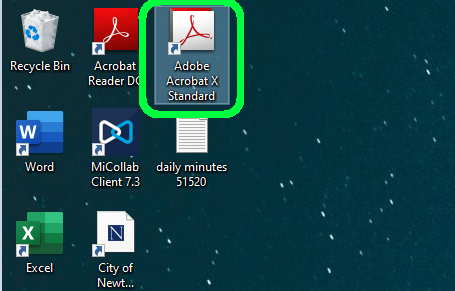 Recycle Bin
Acrobat
Reader DC
Adobe
Acrobat X
Standard
W
Word
MiCollab
Client 7.3
daily minutes
51520
X
Excel
N
City of
Newt...